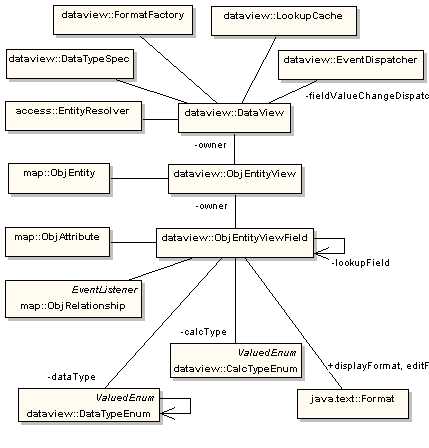 dataview::FormatFactory
dataview::LookupCache
dataview::DataTypeSpec
dataview::EventDispatcher
-fieldValueChangeDispatc
access::EntityResolver
dataview::DataView
-owner
map::ObjEntity
dataview::ObjEntityView
-owner
map::ObjAttribute
dataview::ObjEntityViewField
-lookupField
EventListener
map::ObjRelationship
-calcType
ValuedEnum
dataview::CalcTypeEnum
+displayFormat, editF
-dataType
ValuedEnum
dataview::DataTypeEnum
java.text::Format